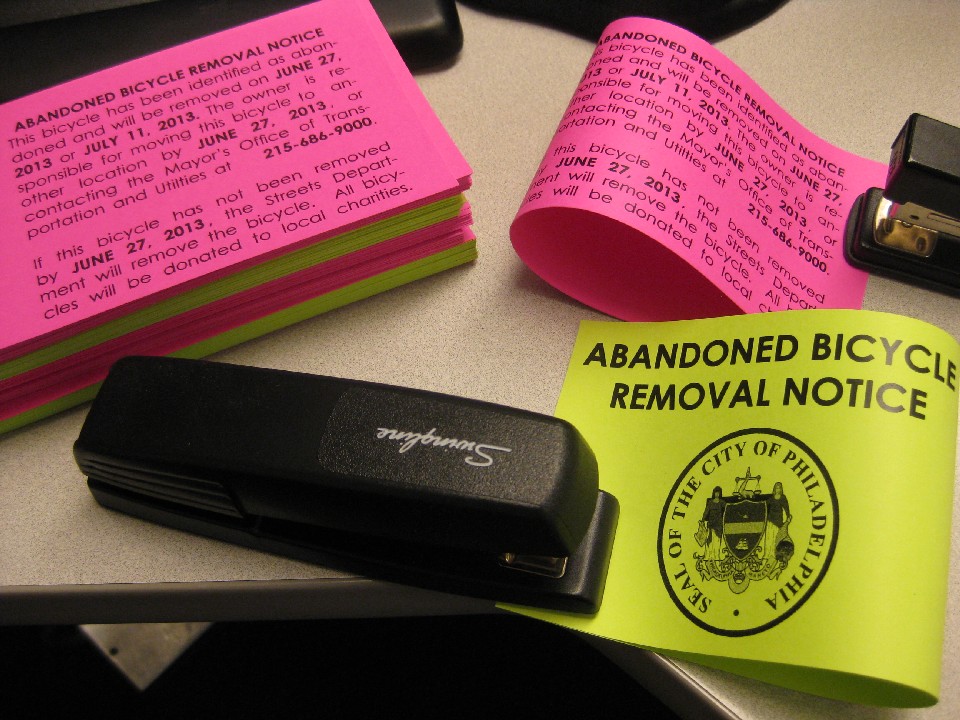 ABANDONED BICYCLE REMOVAL NOTICE
This bicycle has been identified as aban-
doned and will be removed on JUNE 27,
2013 or JULY 11, 2013. The owner is re-
sponsible for moving this bicycle to an-
other location by JUNE 27, 2013, or
contacting the Mayor's Office of Trans-
portation and Utilities at 215-686-9000.
If this bicycle has not been removed
by JUNE 27, 2013, the Streets Depart-
ment will remove the bicycle. All bicy-
cles will be donated to local charities.
ABANDONED BICYCLE REMOVAL NOTICE
bicycle has been identified as aban-
oned and will be removed on JUNE 27,
013 or JULY 11, 2013. The owner is re-
ponsible for moving this bicycle to an-
other location by JUNE 27, 2013, or
contacting the Mayor's Office of Trans-
portation and Utilities at 215-686-9000.
this bicycle has not been removed
JUNE 27, 2013, the Streets Depart-
ment will remove the bicycle. All
les will be donated to local
Swingline
ABANDONED BICYCLE
REMOVAL NOTICE
SEAL OF THE CITY OF PHILADELPHIA